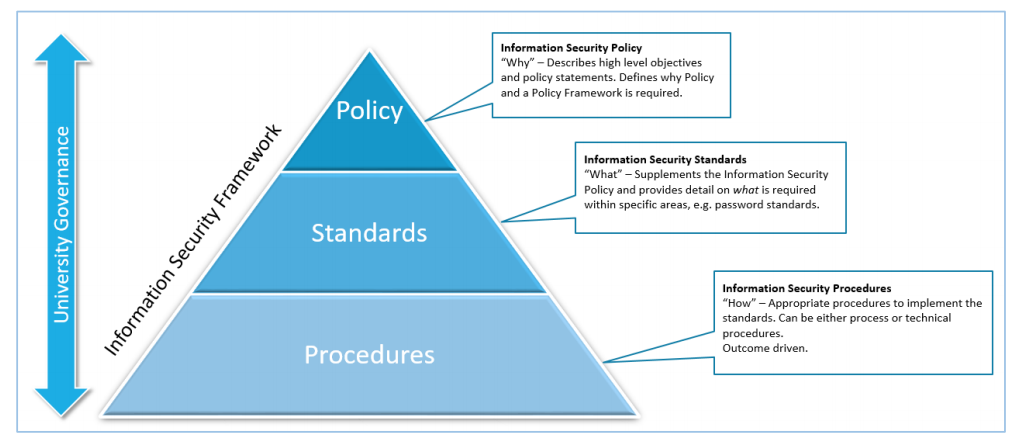 University Governance
Information Security Framework
Policy
Standards
Procedures
Information Security Policy
“Why” – Describes high level objectives
and policy statements. Defines why Policy
and a Policy Framework is required.
Information Security Standards
“What” – Supplements the Information Security
Policy and provides detail on what is required
within specific areas, e.g. password standards.
Information Security Procedures
“How” – Appropriate procedures to implement the
standards. Can be either process or technical
procedures.
Outcome driven.